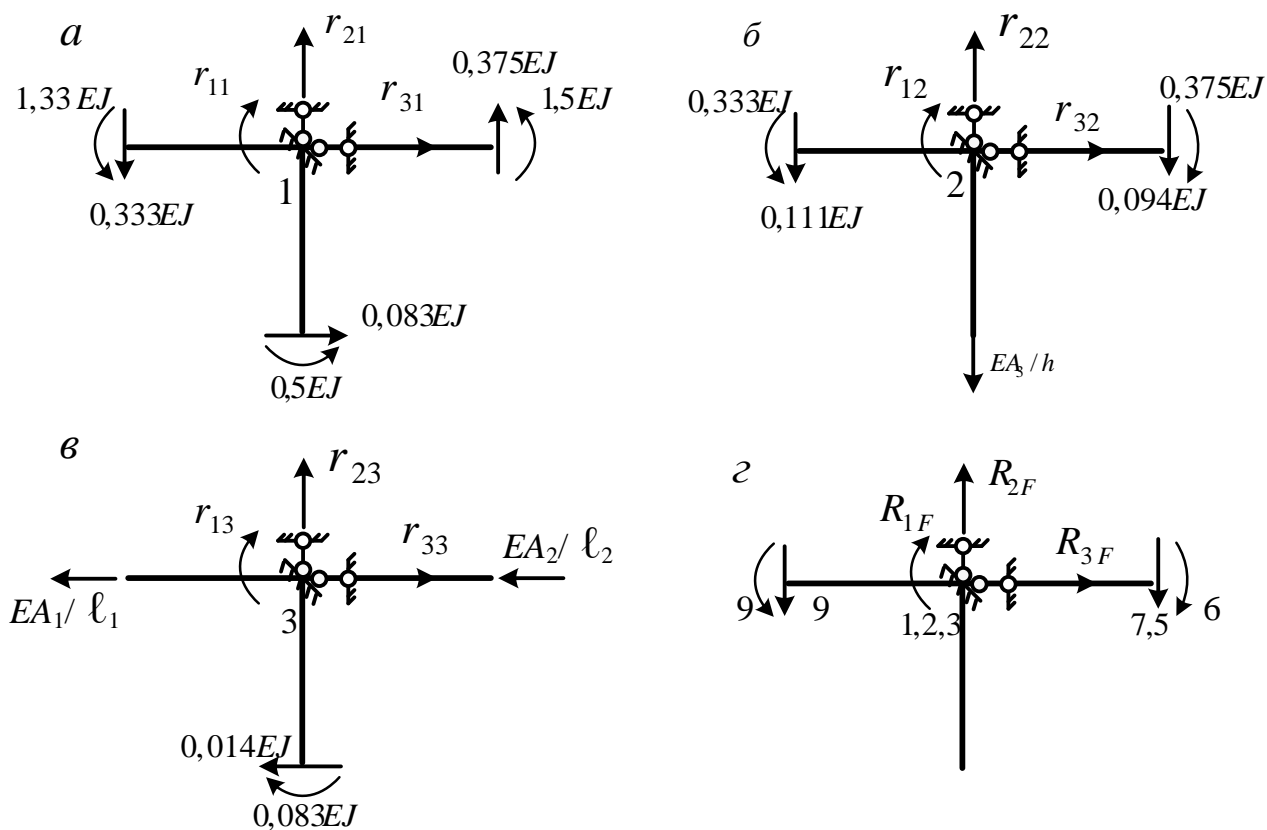 а
r21
r11
r31
1,33 EJ
0,375EJ
1,5EJ
1
0,333EJ
0,083EJ
0,5EJ
б
r22
r12
r32
0,333EJ
0,375EJ
2
0,111EJ
0,094EJ
EA3 / h
в
r23
r13
r33
EA1/ ℓ1
EA2/ ℓ2
3
0,014EJ
0,083EJ
г
R2F
R1F
R3F
9
9
1,2,3
7,5
6